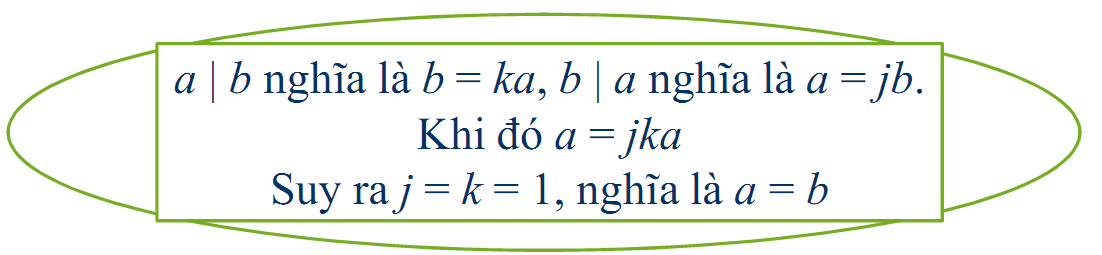 a | b nghĩa là b = ka, b | a nghĩa là a = jb.
Khi đó a = jka
Suy ra j = k = 1, nghĩa là a = b